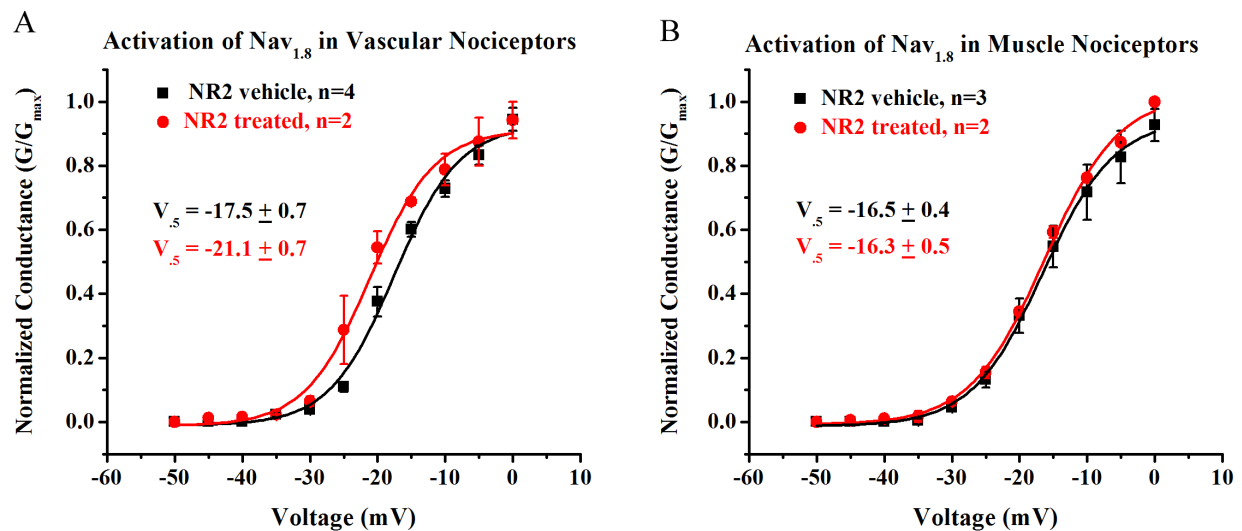 A
Activation of Nav1.8 in Vascular Nociceptors
NR2 vehicle, n=4
NR2 treated, n=2
V.5 = -17.5 ± 0.7
V.5 = -21.1 ± 0.7
Normalized Conductance (G/Gmax)
1.0
0.8
0.6
0.4
0.2
0.0
-60 -50 -40 -30 -20 -10 0 10
Voltage (mV)
B
Activation of Nav1.8 in Muscle Nociceptors
NR2 vehicle, n=3
NR2 treated, n=2
V.5 = -16.5 ± 0.4
V.5 = -16.3 ± 0.5
Normalized Conductance (G/Gmax)
1.0
0.8
0.6
0.4
0.2
0.0
-60 -50 -40 -30 -20 -10 0 10
Voltage (mV)